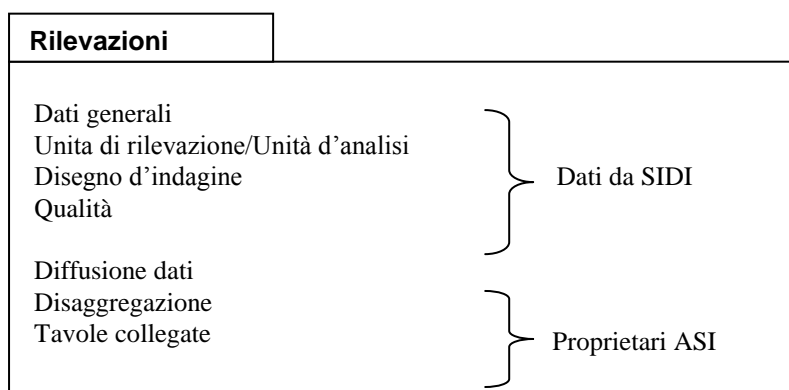 Rilevazioni
Dati generali
Unita di rilevazione/Unità d'analisi
Disegno d'indagine
Qualità
Dati da SIDI
Diffusione dati
Disaggregazione
Tavole collegate
Proprietari ASI